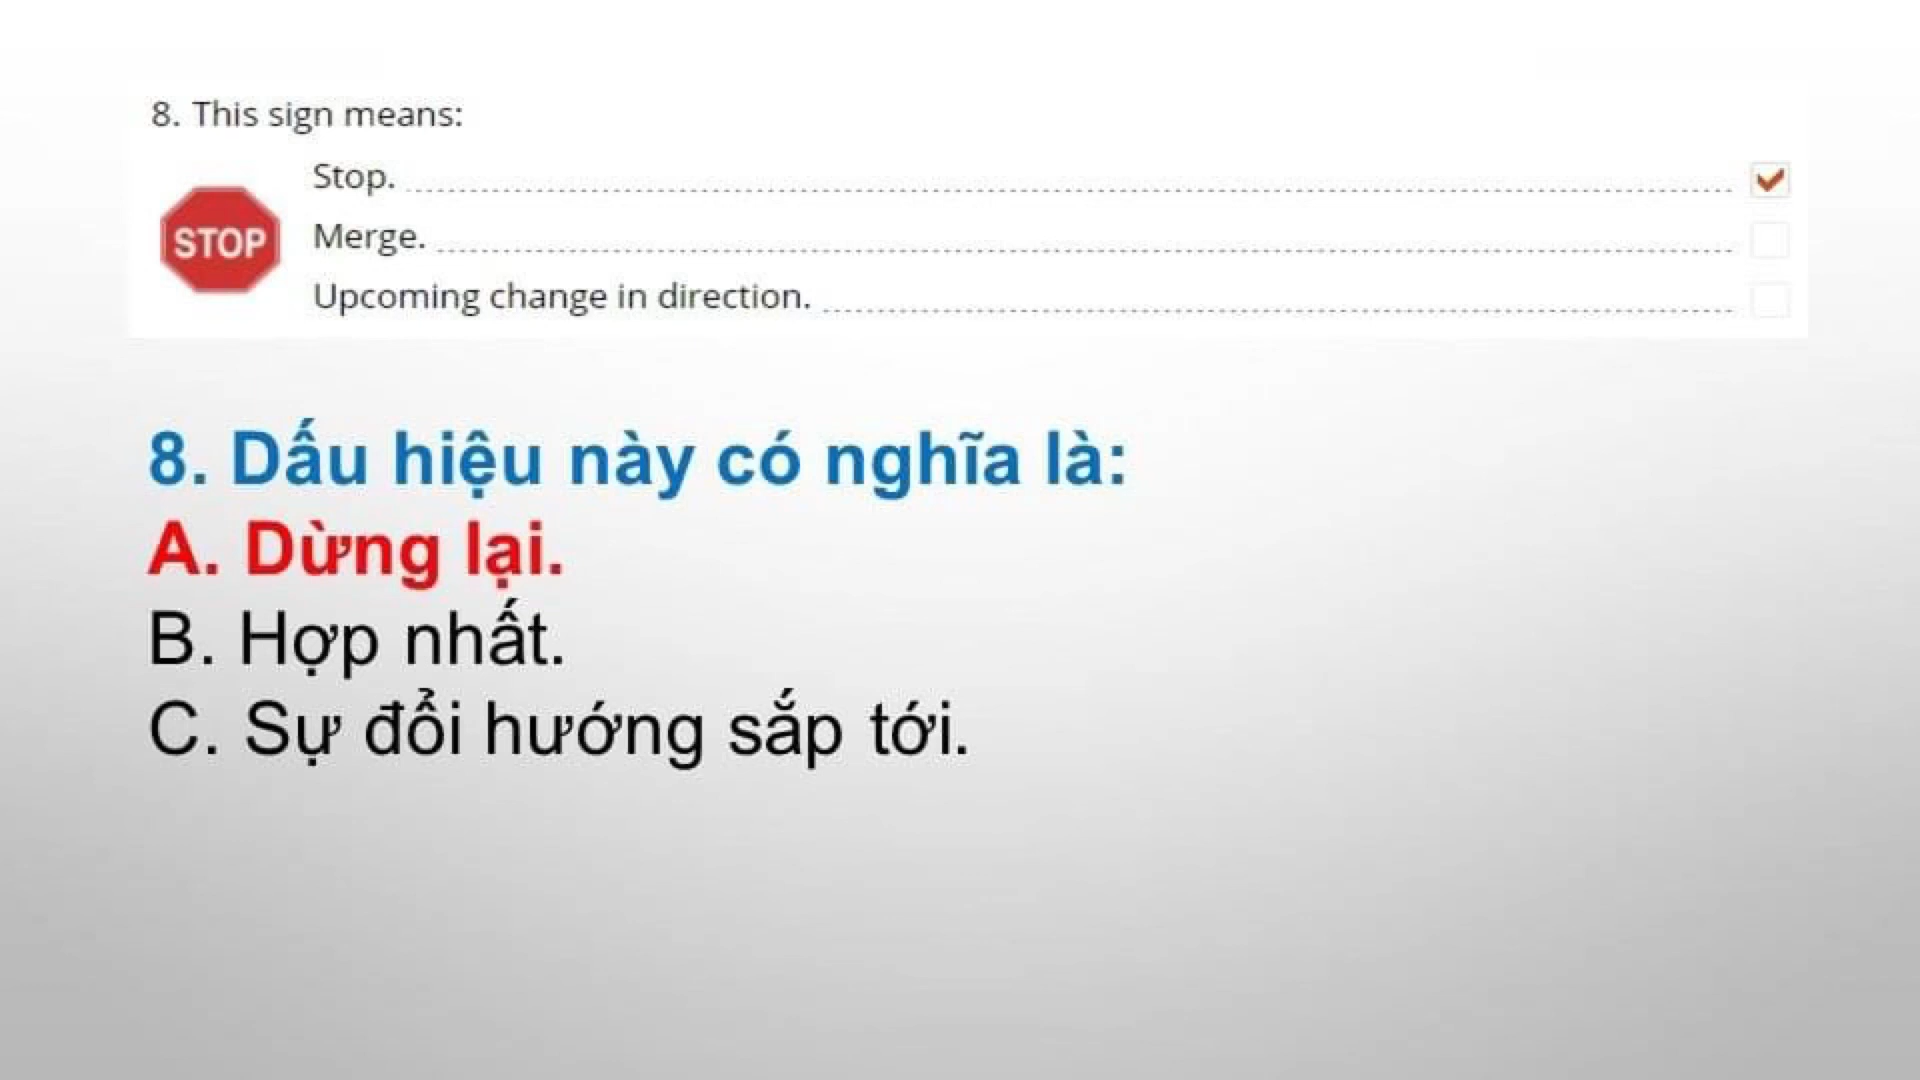 8. This sign means:
Stop.
STOP
Merge.
Upcoming change in direction.
8. Dấu hiệu này có nghĩa là:
A. Dừng lại.
B. Hợp nhất.
C. Sự đổi hướng sắp tới.